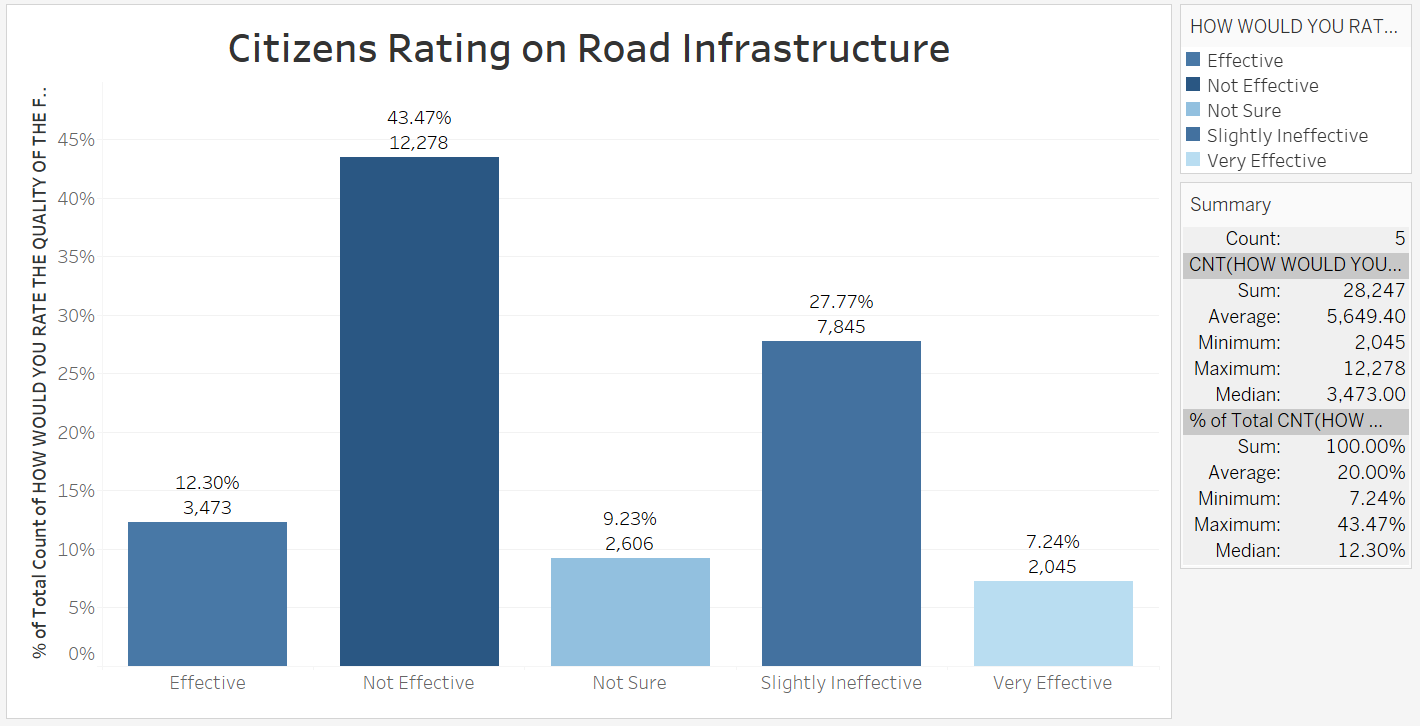 Citizens Rating on Road Infrastructure
% of Total Count of HOW WOULD YOU RATE THE QUALITY OF THE F..
45%
40%
35%
30%
25%
20%
15%
10%
5%
0%
12.30%
3,473
43.47%
12,278
9.23%
2,606
27.77%
7,845
7.24%
2,045
Effective
Not Effective
Not Sure
Slightly Ineffective
Very Effective
HOW WOULD YOU RAT...
Effective
Not Effective
Not Sure
Slightly Ineffective
Very Effective
Summary
Count: 5
CNT(HOW WOULD YOU...
Sum: 28,247
Average: 5,649.40
Minimum: 2,045
Maximum: 12,278
Median: 3,473.00
% of Total CNT(HOW ...
Sum: 100.00%
Average: 20.00%
Minimum: 7.24%
Maximum: 43.47%
Median: 12.30%